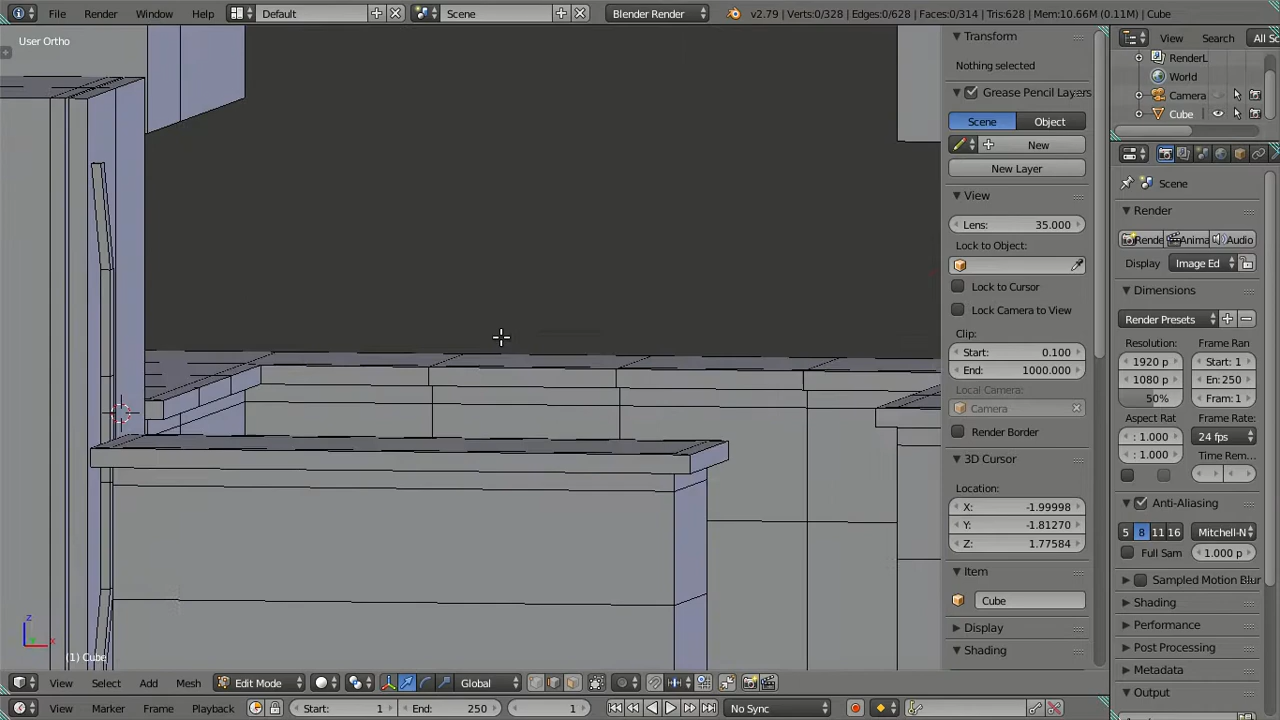 File Render Window Help Default Scene Blender Render v2.79 | Verts:0/328 | Edges:0/628 | Faces:0/314 | Tris:628 | Mem:10.66M (0.11M) | Cube
User Ortho
Transform
Nothing selected
Grease Pencil Layers
Scene Object
New
New Layer
View
Lens: 35.000
Lock to Object:
Lock to Cursor
Lock Camera to View
Clip:
Start: 0.100
End: 1000.000
Local Camera:
Camera
Render Border
3D Cursor
Location:
X: -1.99998
Y: -1.81270
Z: 1.77584
Item
Cube
Display
Shading
View Search All Sc
RenderL
World
Camera
Cube
Scene
Render
Rende Anima Audio
Display Image Ed
Dimensions
Render Presets
Resolution: Frame Ran
1920 p Start: 1
1080 p En: 250
50% Fram: 1
Aspect Rat Frame Rate:
: 1.000 24 fps
: 1.000 Time Rem
Anti-Aliasing
5 8 11 16 Mitchell-N
Full Sam 1.000 p
Sampled Motion Blur
Shading
Performance
Post Processing
Metadata
Output
z
x
(1) Cube
View Select Add Mesh Edit Mode Global
View Marker Frame Playback Start: 1 End: 250 1 No Sync